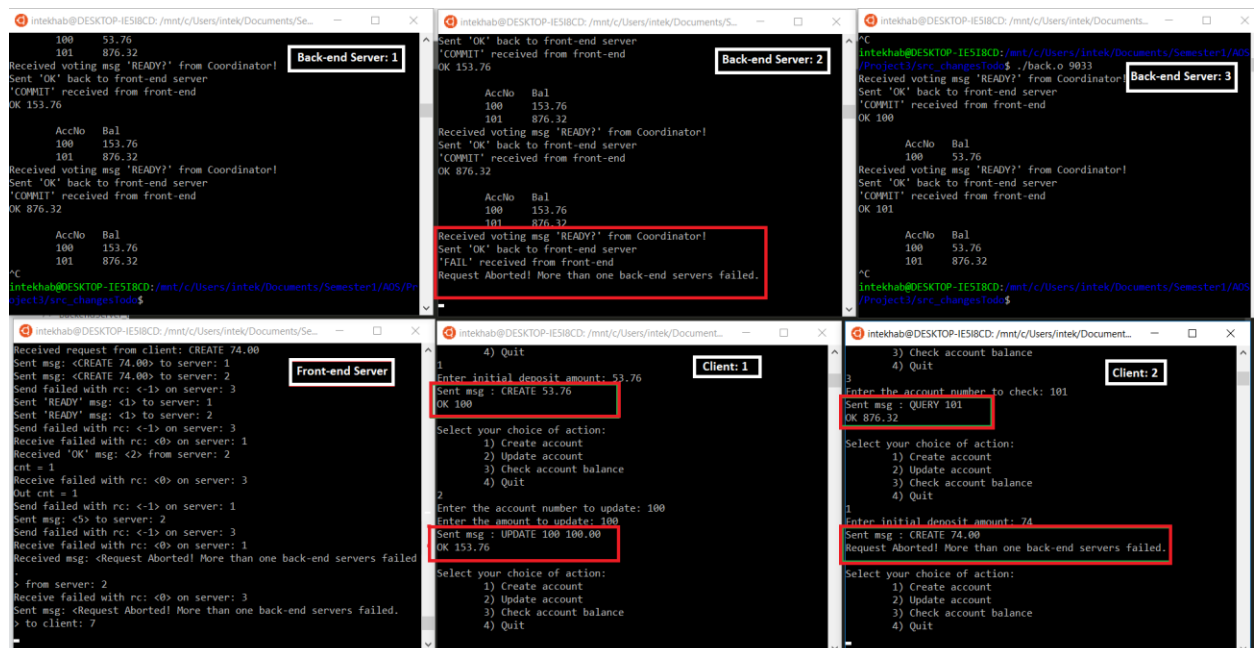 intekhab@DESKTOP-IE5I8CD: /mnt/c/Users/intek/Documents/Se...
100 53.76
101 876.32
Back-end Server: 1
Received voting msg 'READY?' from Coordinator!
Sent 'OK' back to front-end server
'COMMIT' received from front-end
OK 153.76
AccNo Bal
100 153.76
101 876.32
Received voting msg 'READY?' from Coordinator!
Sent 'OK' back to front-end server
'COMMIT' received from front-end
OK 876.32
AccNo Bal
100 153.76
101 876.32
^C
intekhab@DESKTOP-IE5I8CD:/mnt/c/Users/intek/Documents/Semester1/AOS/Pr
oject3/src_changesTodo$
intekhab@DESKTOP-IE5I8CD: /mnt/c/Users/intek/Documents/S...
Sent 'OK' back to front-end server
'COMMIT' received from front-end
OK 153.76
Back-end Server: 2
AccNo Bal
100 153.76
101 876.32
Received voting msg 'READY?' from Coordinator!
Sent 'OK' back to front-end server
'COMMIT' received from front-end
OK 876.32
AccNo Bal
100 153.76
101 876.32
Received voting msg 'READY?' from Coordinator!
Sent 'OK' back to front-end server
'FAIL' received from front-end
Request Aborted! More than one back-end servers failed.
intekhab@DESKTOP-IE5I8CD: /mnt/c/Users/intek/Documents...
^C
intekhab@DESKTOP-IE5I8CD:/mnt/c/Users/intek/Documents/Semester1/AOS
/Project3/src_changesTodo$ ./back.o 9033
Received voting msg 'READY?' from Coordinator!
Back-end Server: 3
Sent 'OK' back to front-end server
'COMMIT' received from front-end
OK 100
AccNo Bal
100 53.76
Received voting msg 'READY?' from Coordinator!
Sent 'OK' back to front-end server
'COMMIT' received from front-end
OK 101
AccNo Bal
100 53.76
101 876.32
^C
intekhab@DESKTOP-IE5I8CD:/mnt/c/Users/intek/Documents/Semester1/AOS
/Project3/src_changesTodo$
intekhab@DESKTOP-IE5I8CD: /mnt/c/Users/intek/Documents/Se...
Received request from client: CREATE 74.00
Sent msg: <CREATE 74.00> to server: 1
Sent msg: <CREATE 74.00> to server: 2
Front-end Server
Send failed with rc: <-1> on server: 3
Sent 'READY' msg: <1> to server: 1
Sent 'READY' msg: <1> to server: 2
Send failed with rc: <-1> on server: 3
Receive failed with rc: <0> on server: 1
Received 'OK' msg: <2> from server: 2
cnt = 1
Receive failed with rc: <0> on server: 3
Out cnt = 1
Send failed with rc: <-1> on server: 1
Sent msg: <5> to server: 2
Send failed with rc: <-1> on server: 3
Receive failed with rc: <0> on server: 1
Received msg: <Request Aborted! More than one back-end servers failed
.
> from server: 2
Receive failed with rc: <0> on server: 3
Sent msg: <Request Aborted! More than one back-end servers failed.
> to client: 7
intekhab@DESKTOP-IE5I8CD: /mnt/c/Users/intek/Document...
4) Quit
1
Client: 1
Enter initial deposit amount: 53.76
Sent msg : CREATE 53.76
OK 100
Select your choice of action:
1) Create account
2) Update account
3) Check account balance
4) Quit
2
Enter the account number to update: 100
Enter the amount to update: 100
Sent msg : UPDATE 100 100.00
OK 153.76
Select your choice of action:
1) Create account
2) Update account
3) Check account balance
4) Quit
intekhab@DESKTOP-IE5I8CD: /mnt/c/Users/intek/Document...
3) Check account balance
4) Quit
Client: 2
3
Enter the account number to check: 101
Sent msg : QUERY 101
OK 876.32
Select your choice of action:
1) Create account
2) Update account
3) Check account balance
4) Quit
1
Enter initial deposit amount: 74
Sent msg : CREATE 74.00
Request Aborted! More than one back-end servers failed.
Select your choice of action:
1) Create account
2) Update account
3) Check account balance
4) Quit